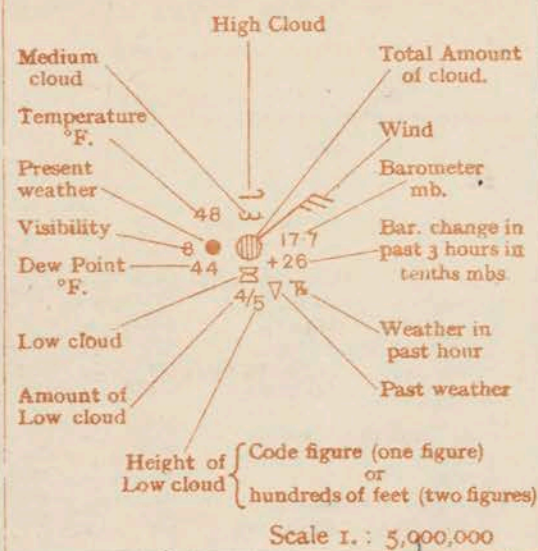 High Cloud
Medium
cloud
Total Amount
of cloud.
Temperature
°F.
Wind
Present
weather
Barometer
mb.
48
Visibility
8
17.7
Bar. change in
past 3 hours in
tenths mbs.
Dew Point
°F.
44
+26
4/5
Low cloud
Weather in
past hour
Amount of
Low cloud
Past weather
Height of
Low cloud
Code figure (one figure)
or
hundreds of feet (two figures)
Scale 1. : 5,000,000